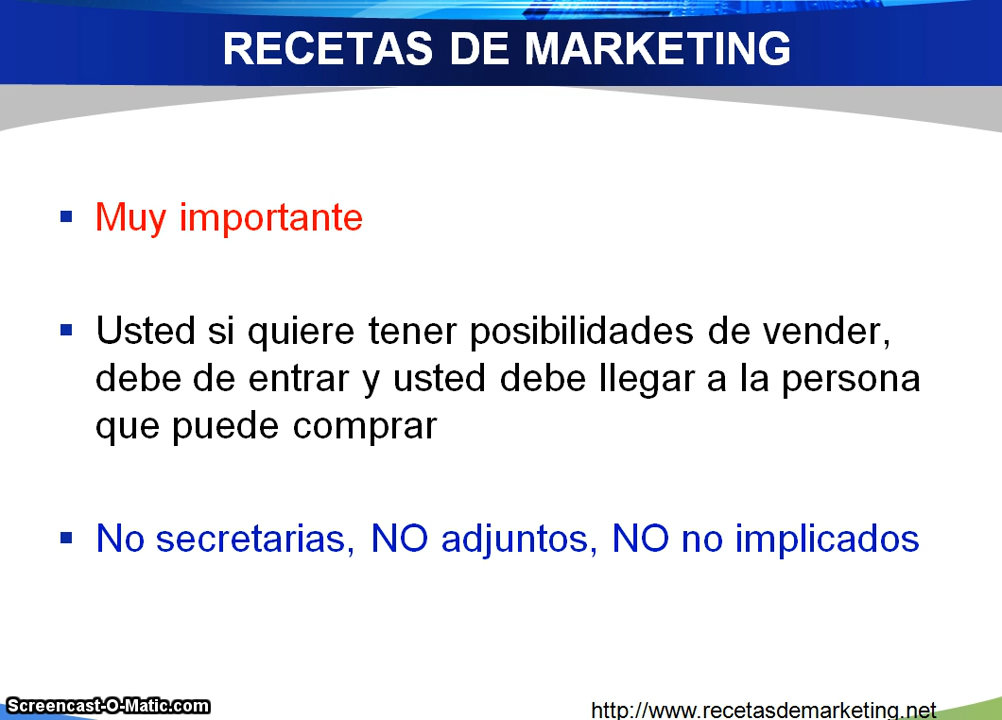 RECETAS DE MARKETING
Muy importante
Usted si quiere tener posibilidades de vender,
debe de entrar y usted debe llegar a la persona
que puede comprar
No secretarias, NO adjuntos, NO no implicados
Screencast-O-Matic.com
http://www.recetasdemarketing.net